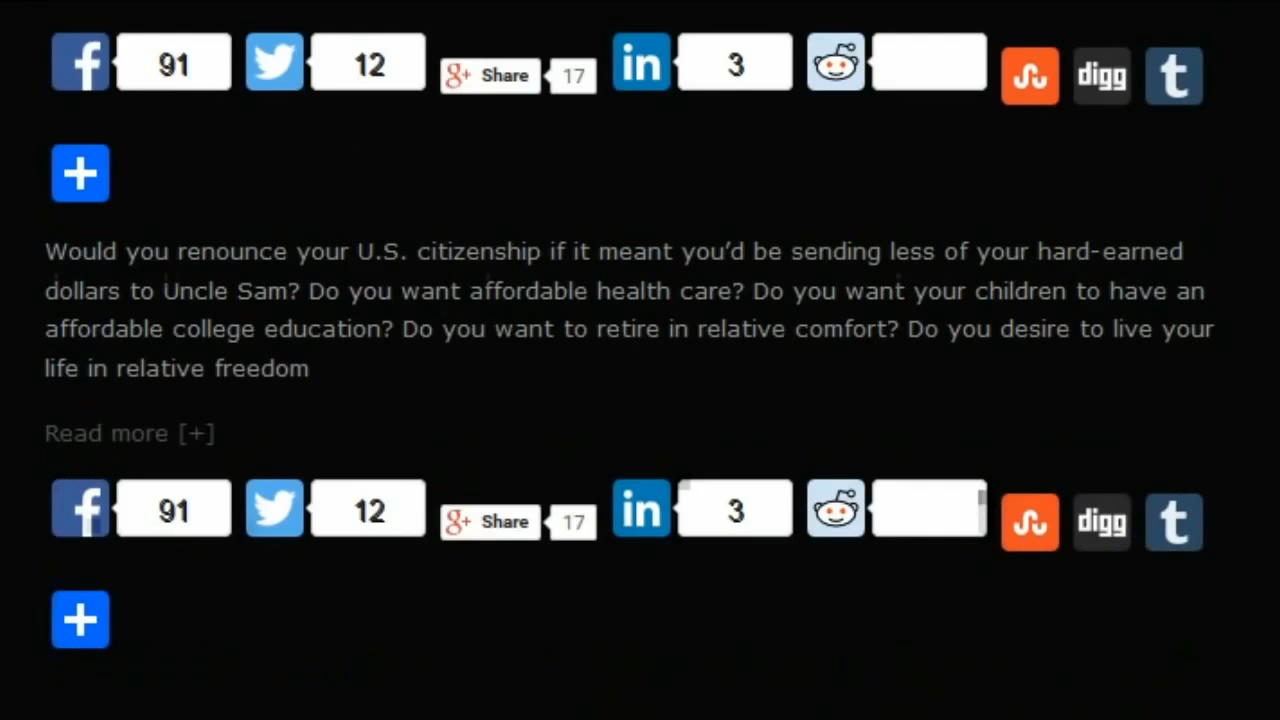 f 91 12 g+ Share 17 in 3 digg t
Would you renounce your U.S. citizenship if it meant you’d be sending less of your hard-earned
dollars to Uncle Sam? Do you want affordable health care? Do you want your children to have an
affordable college education? Do you want to retire in relative comfort? Do you desire to live your
life in relative freedom
Read more [+]
f 91 12 g+ Share 17 in 3 digg t